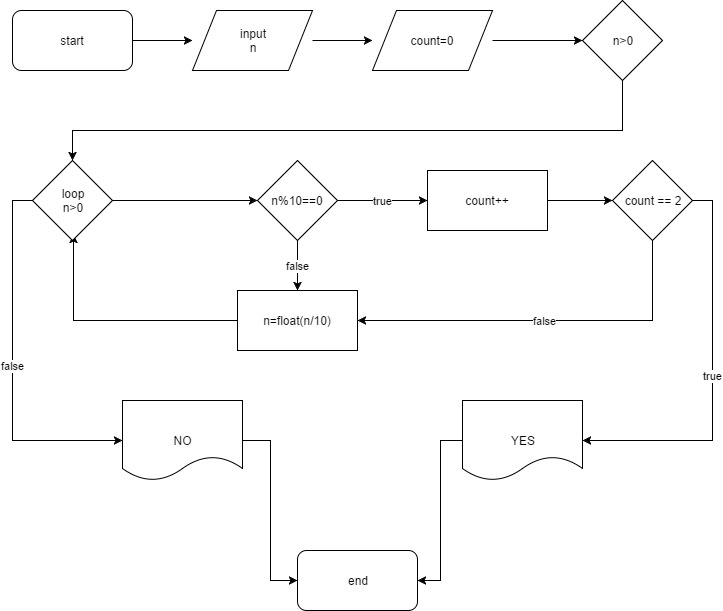 start
input
n
count=0
n>0
loop
n>0
n%10==0
true
count++
count == 2
false
n=float(n/10)
false
false
true
NO
YES
end